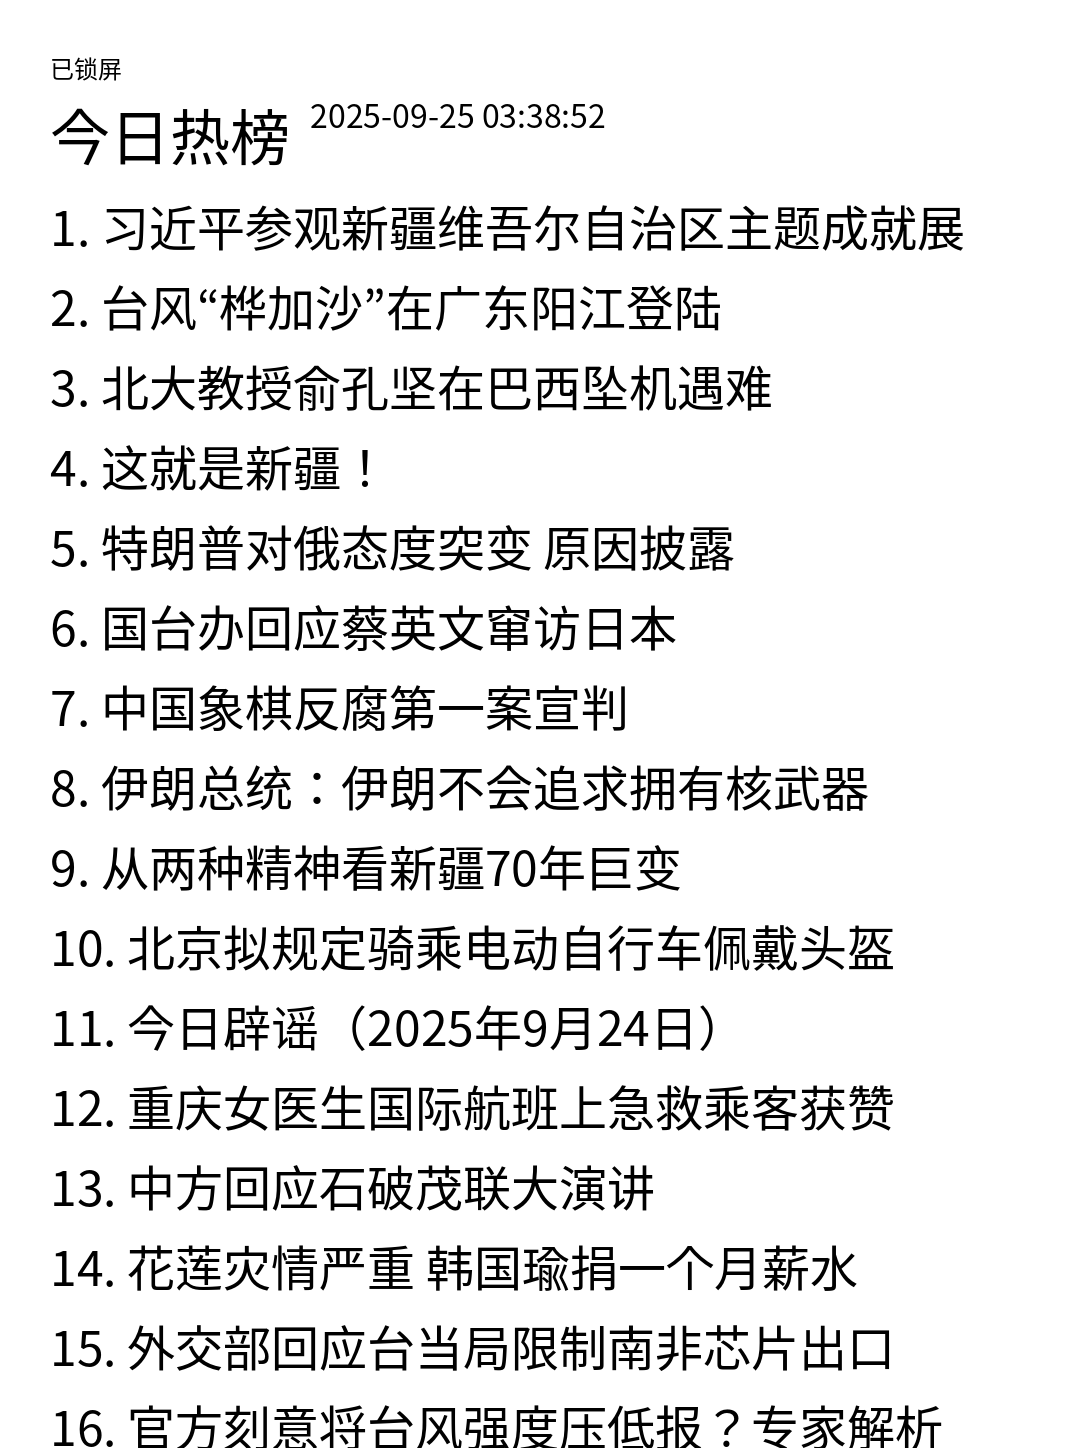 已锁屏
今日热榜 2025-09-25 03:38:52
1. 习近平参观新疆维吾尔自治区主题成就展
2. 台风“桦加沙”在广东阳江登陆
3. 北大教授俞孔坚在巴西坠机遇难
4. 这就是新疆！
5. 特朗普对俄态度突变 原因披露
6. 国台办回应蔡英文窜访日本
7. 中国象棋反腐第一案宣判
8. 伊朗总统：伊朗不会追求拥有核武器
9. 从两种精神看新疆70年巨变
10. 北京拟规定骑乘电动自行车佩戴头盔
11. 今日辟谣（2025年9月24日）
12. 重庆女医生国际航班上急救乘客获赞
13. 中方回应石破茂联大演讲
14. 花莲灾情严重 韩国瑜捐一个月薪水
15. 外交部回应台当局限制南非芯片出口
16. 官方刻意将台风强度压低报？专家解析